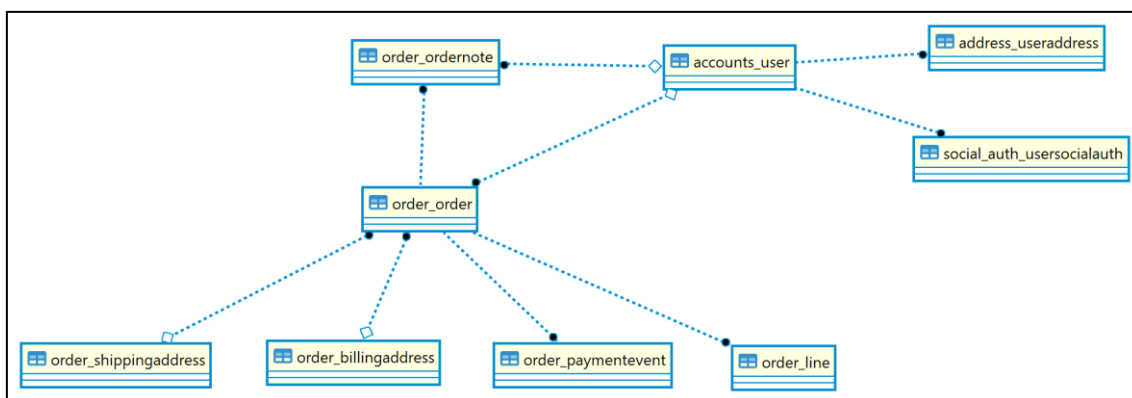 order_ordernote
accounts_user
address_useraddress
social_auth_usersocialauth
order_order
order_shippingaddress
order_billingaddress
order_paymentevent
order_line